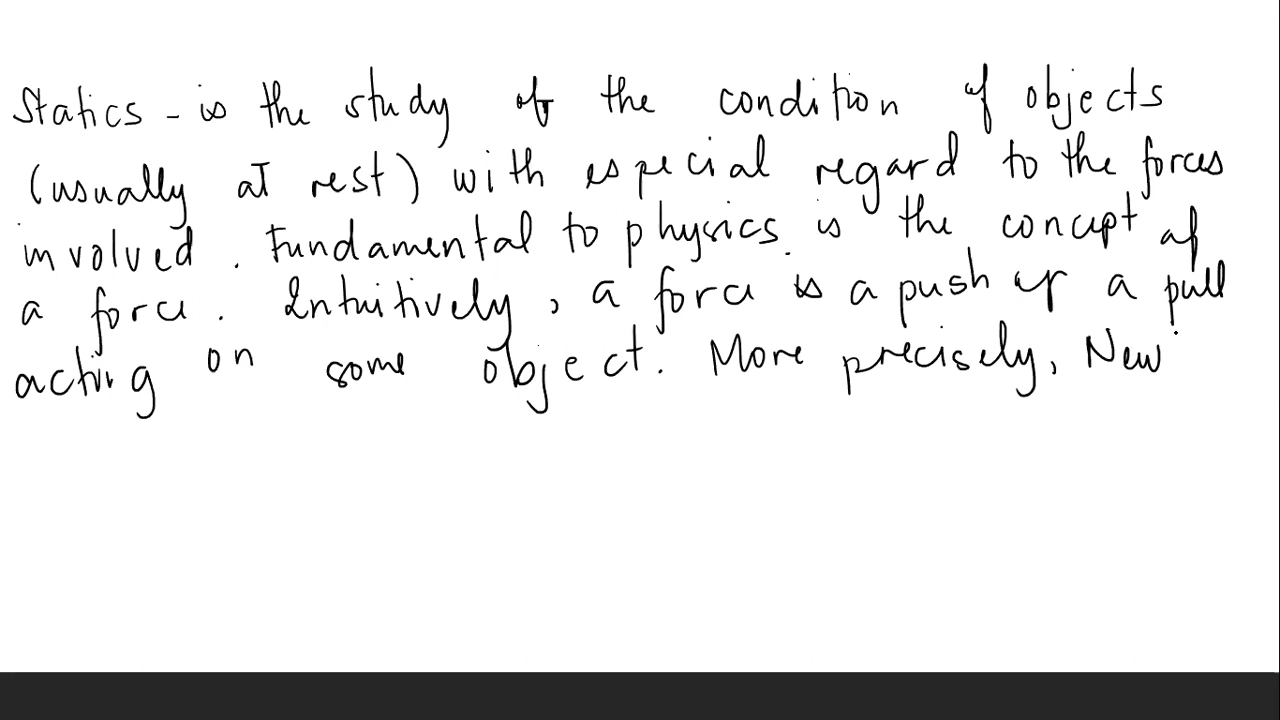 Statics - is the study of the condition of objects
(usually at rest) with especial regard to the forces
involved. Fundamental to physics is the concept of
a force. Intuitively, a force is a push or a pull
acting on some object. More precisely, New